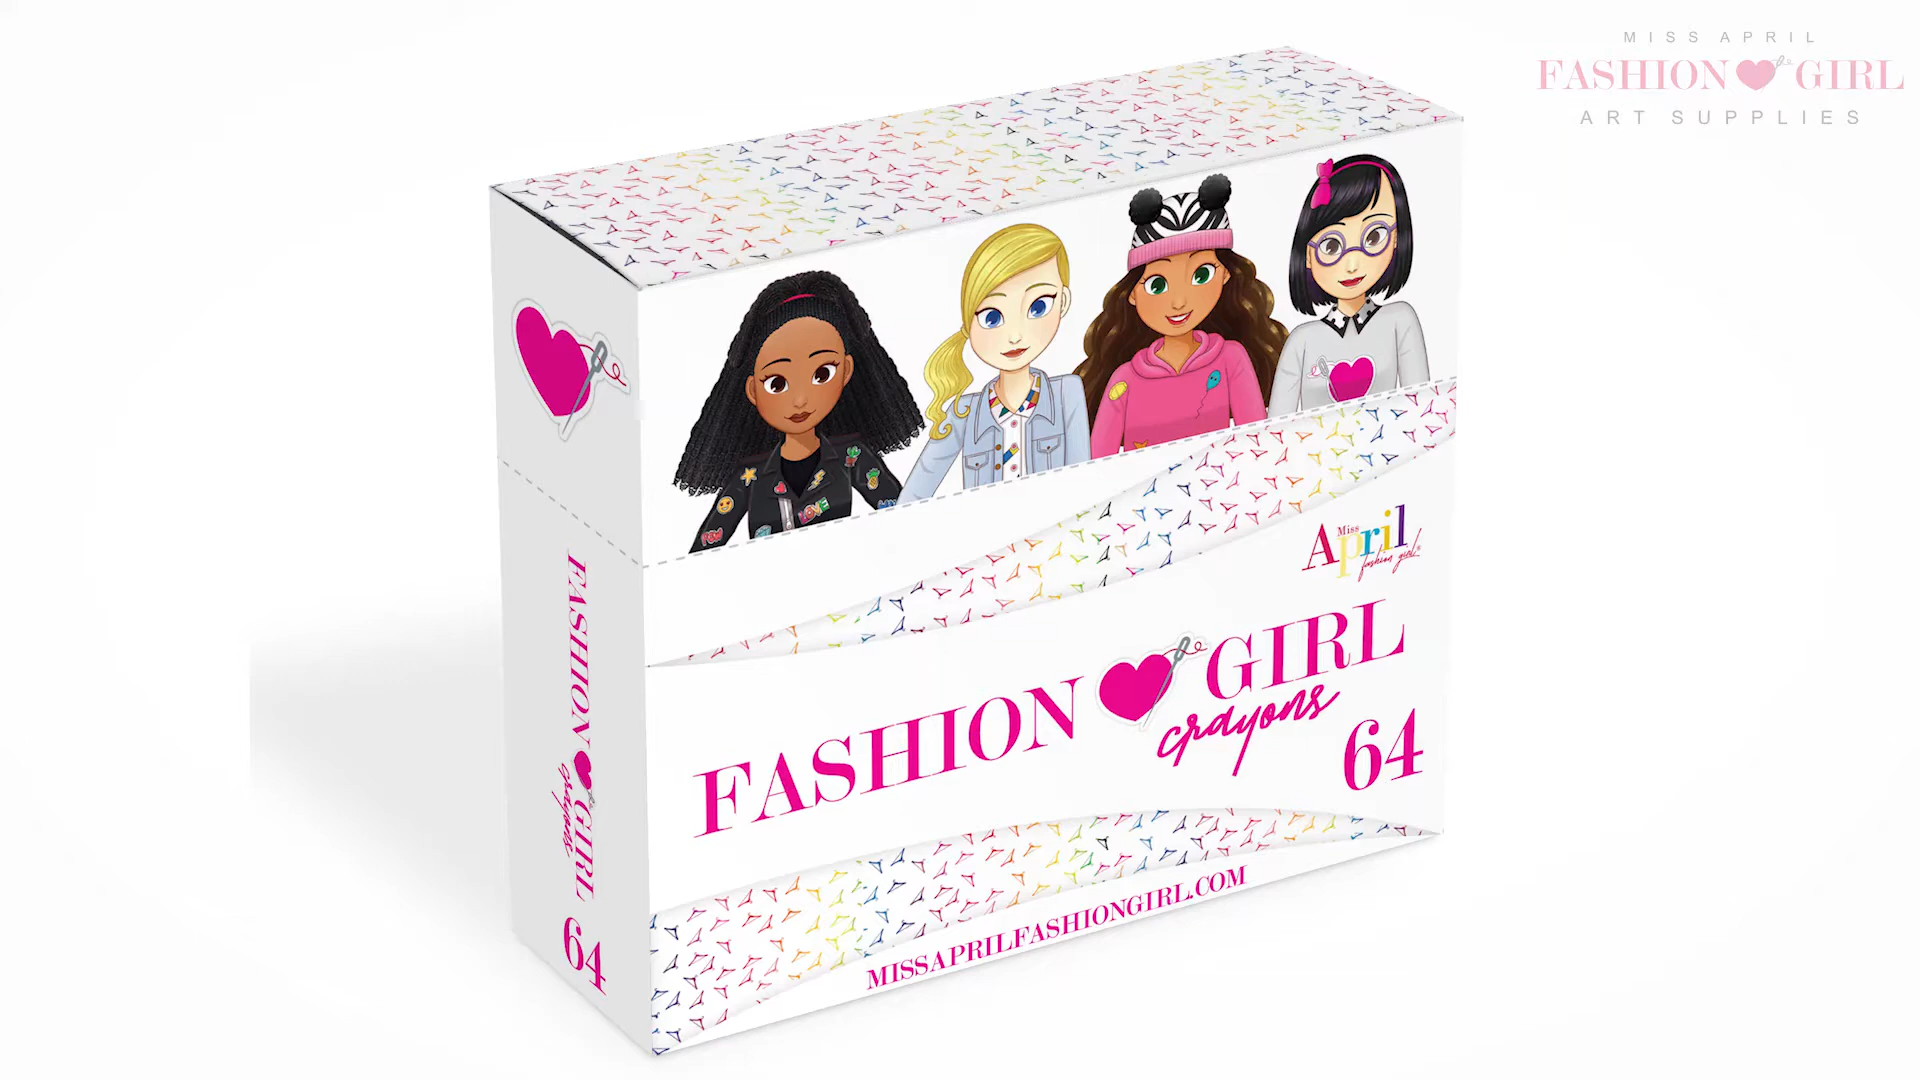 MISS APRIL
FASHION GIRL
ART SUPPLIES
LOVE
POW
Miss
April
fashion girl®
FASHION GIRL
crayons
64
MISSAPRILFASHIONGIRL.COM
FASHION GIRL
crayons
64